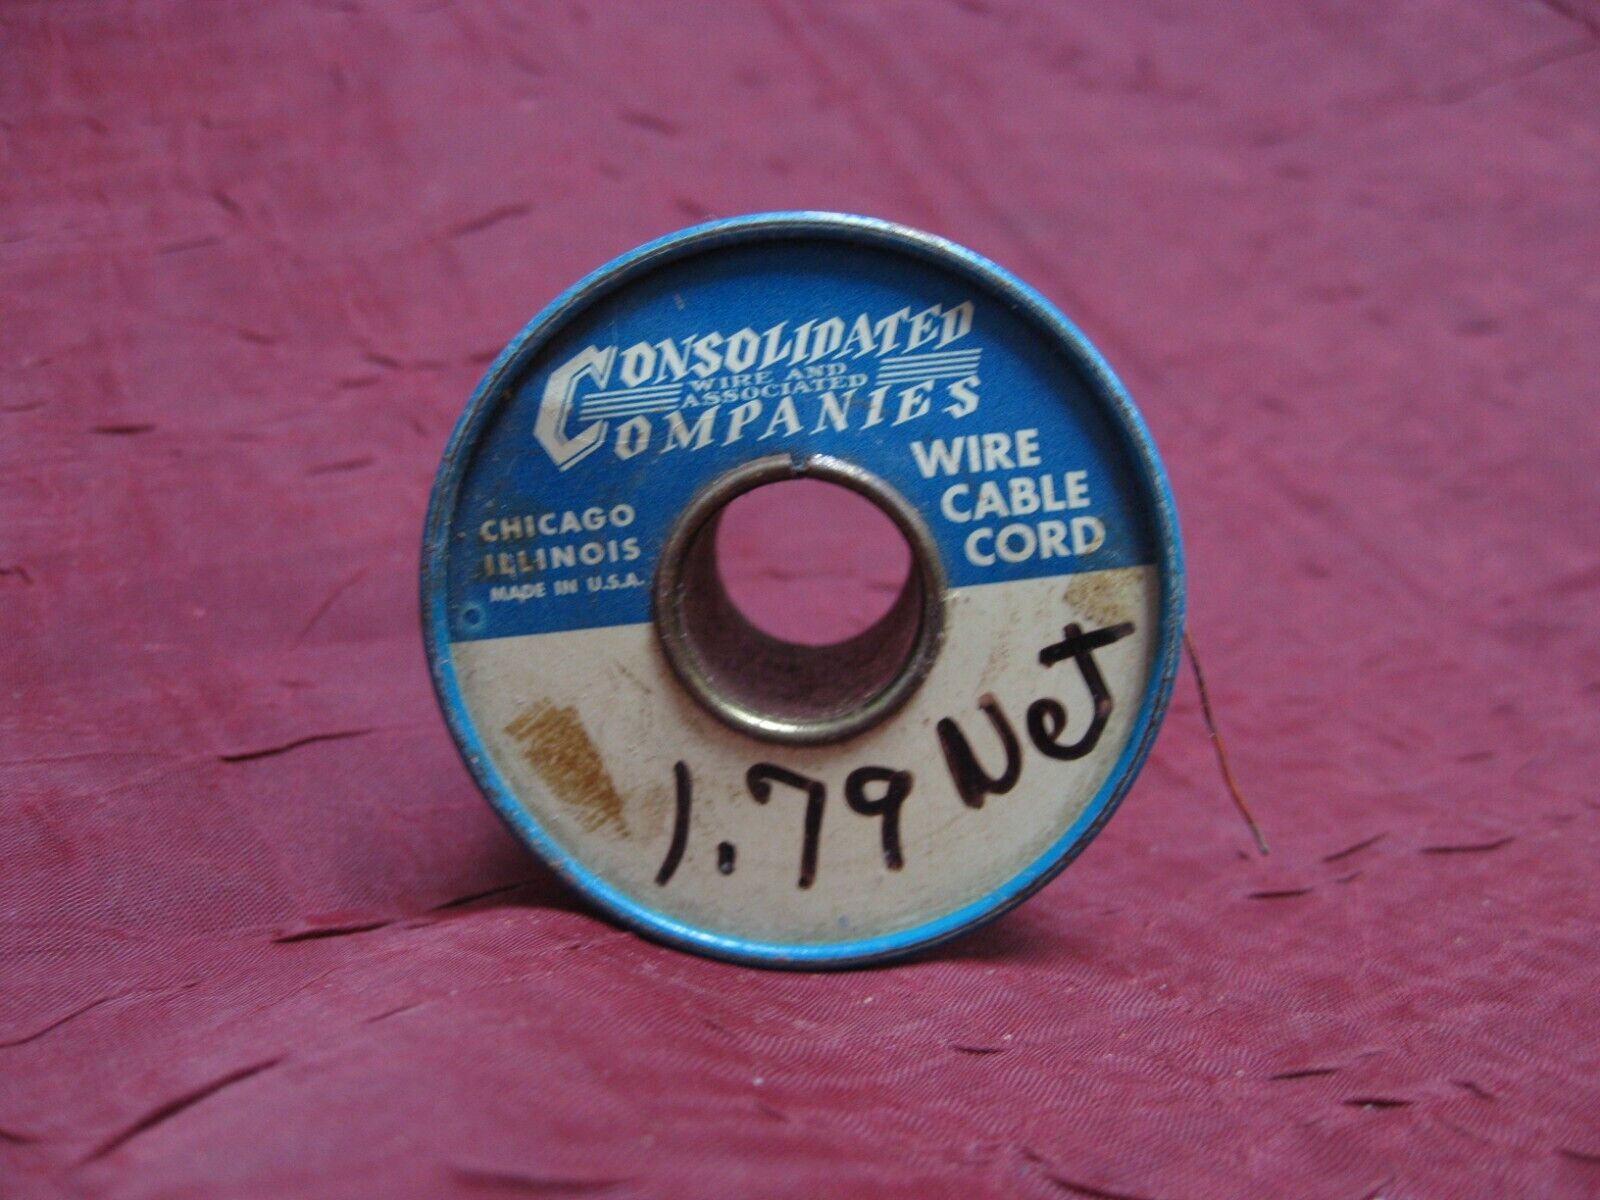 CONSOLIDATED
WIRE AND
ASSOCIATED
COMPANIES
WIRE
CABLE
CORD
CHICAGO
ILLINOIS
MADE IN U.S.A.
1.79 Net